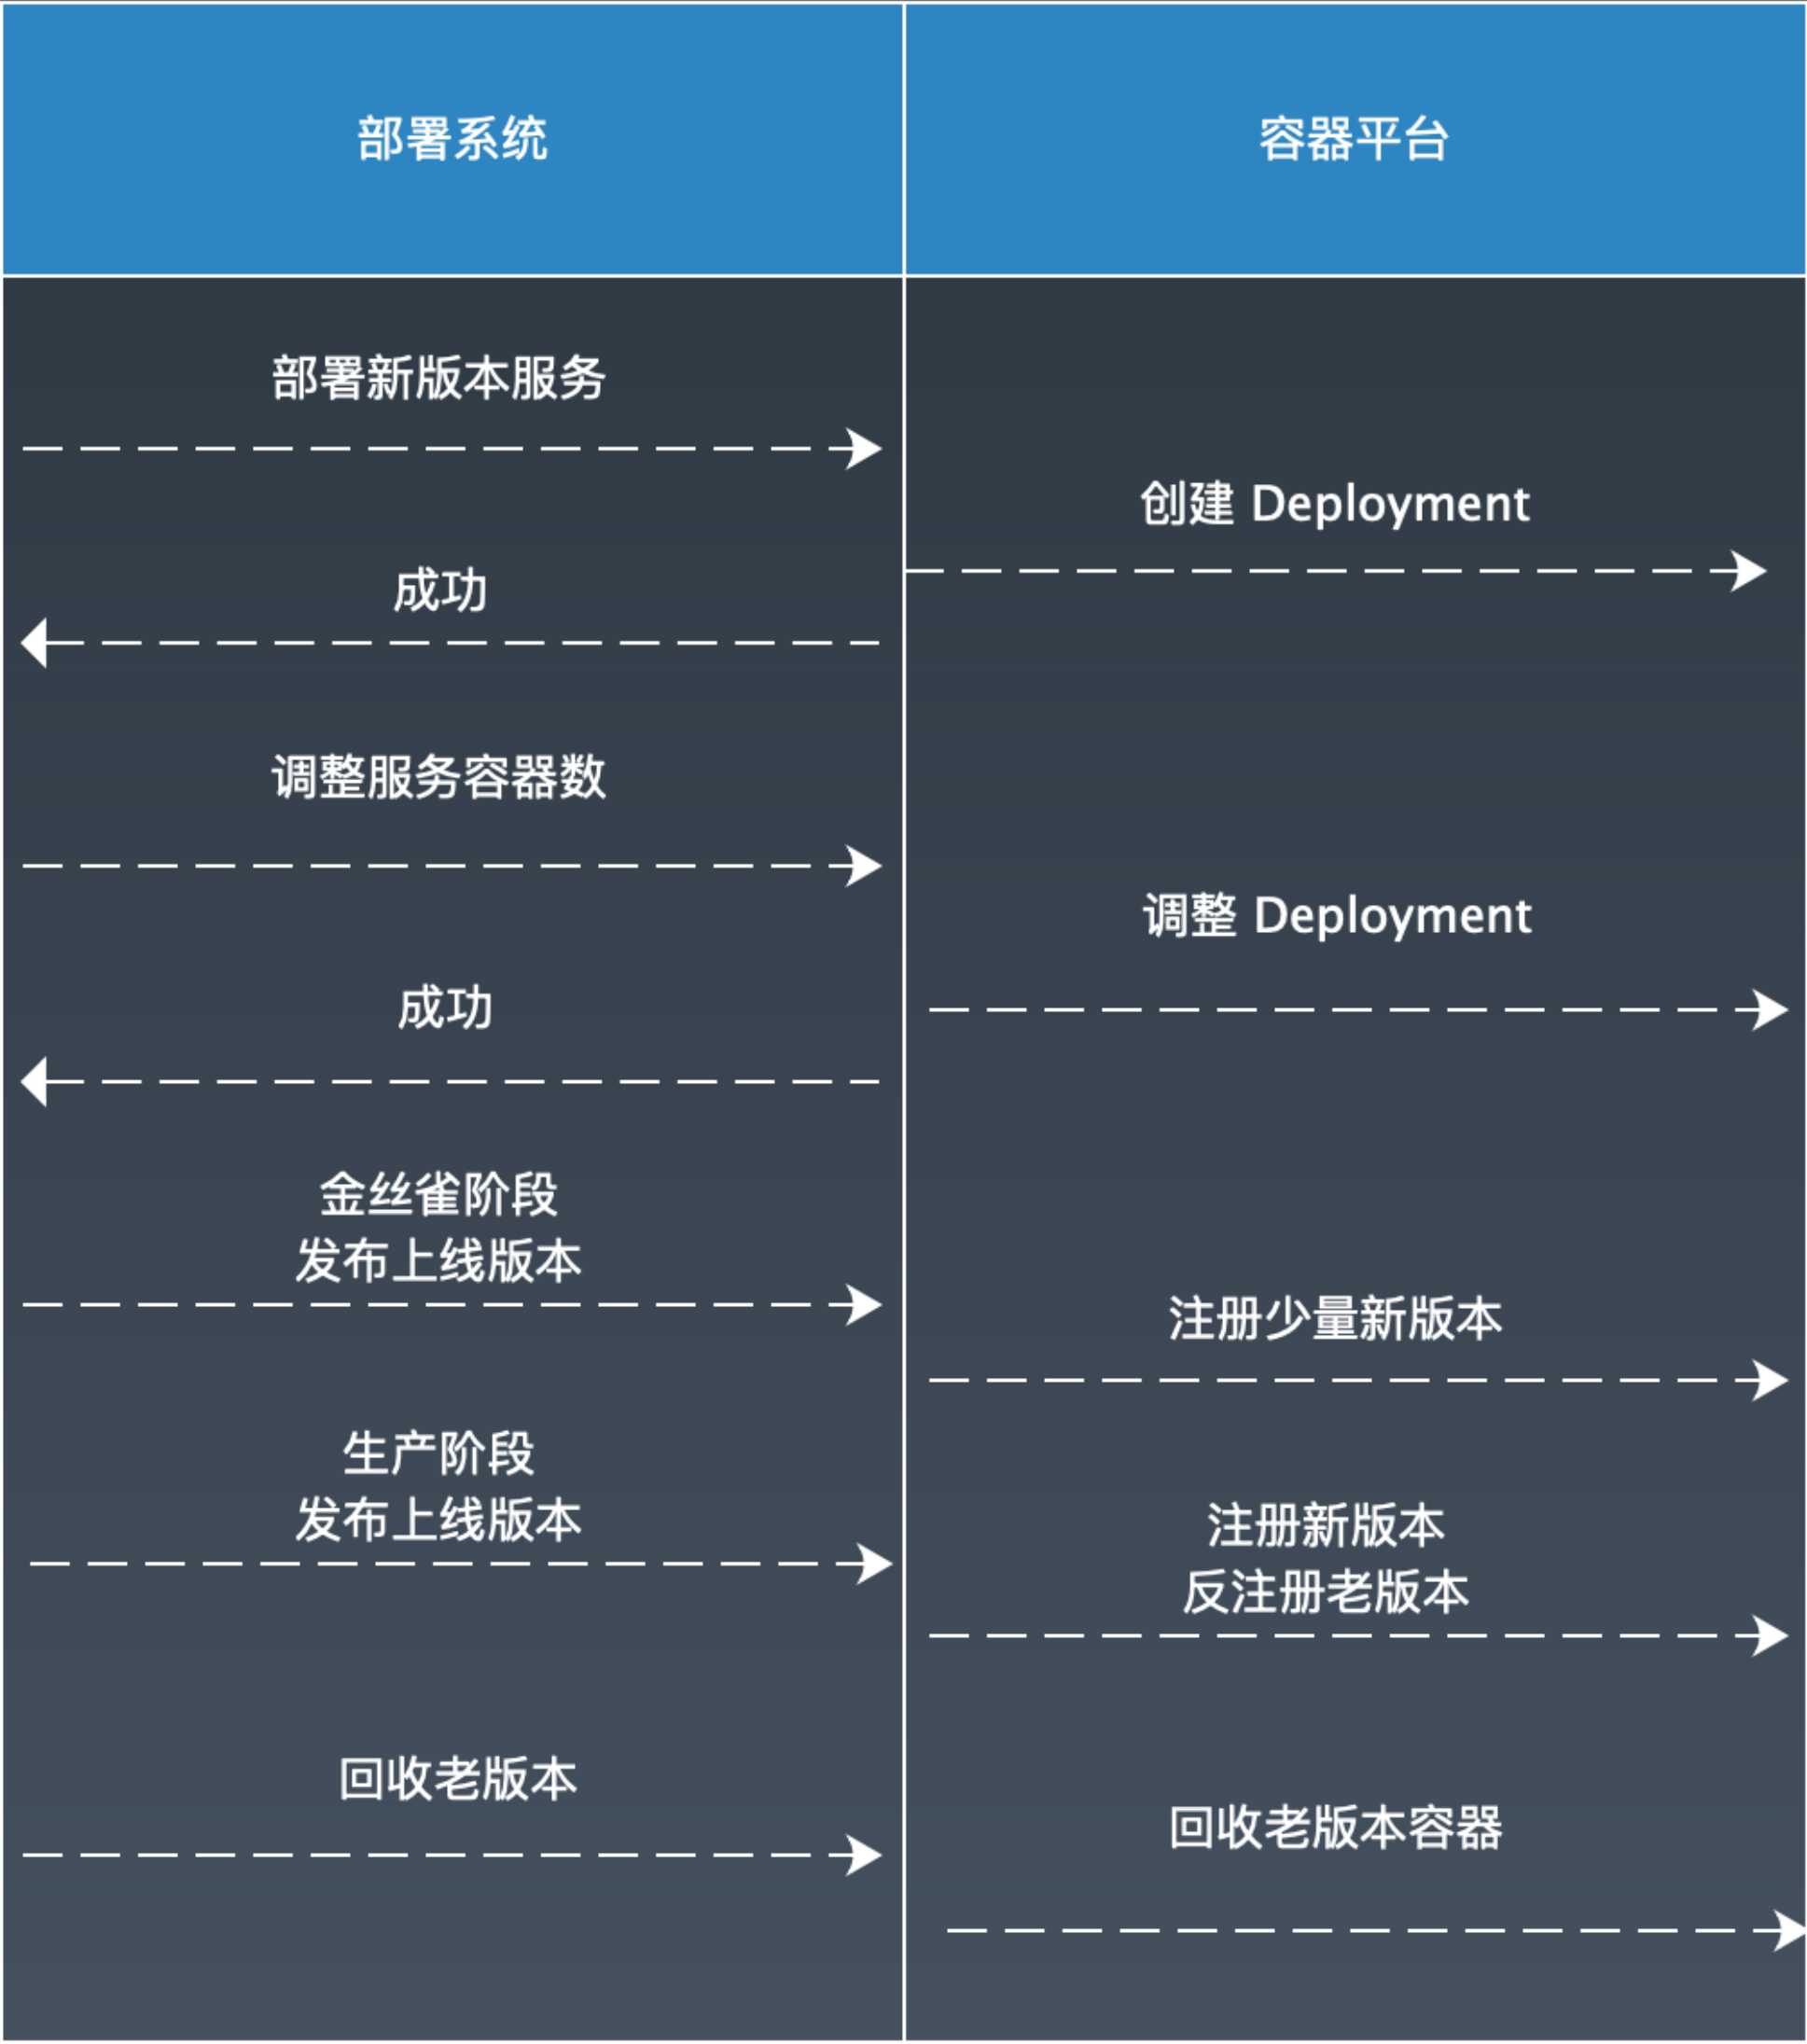 部署系统
容器平台
部署新版本服务
创建 Deployment
成功
调整服务容器数
调整 Deployment
成功
金丝雀阶段
发布上线版本
注册少量新版本
生产阶段
发布上线版本
注册新版本
反注册老版本
回收老版本
回收老版本容器